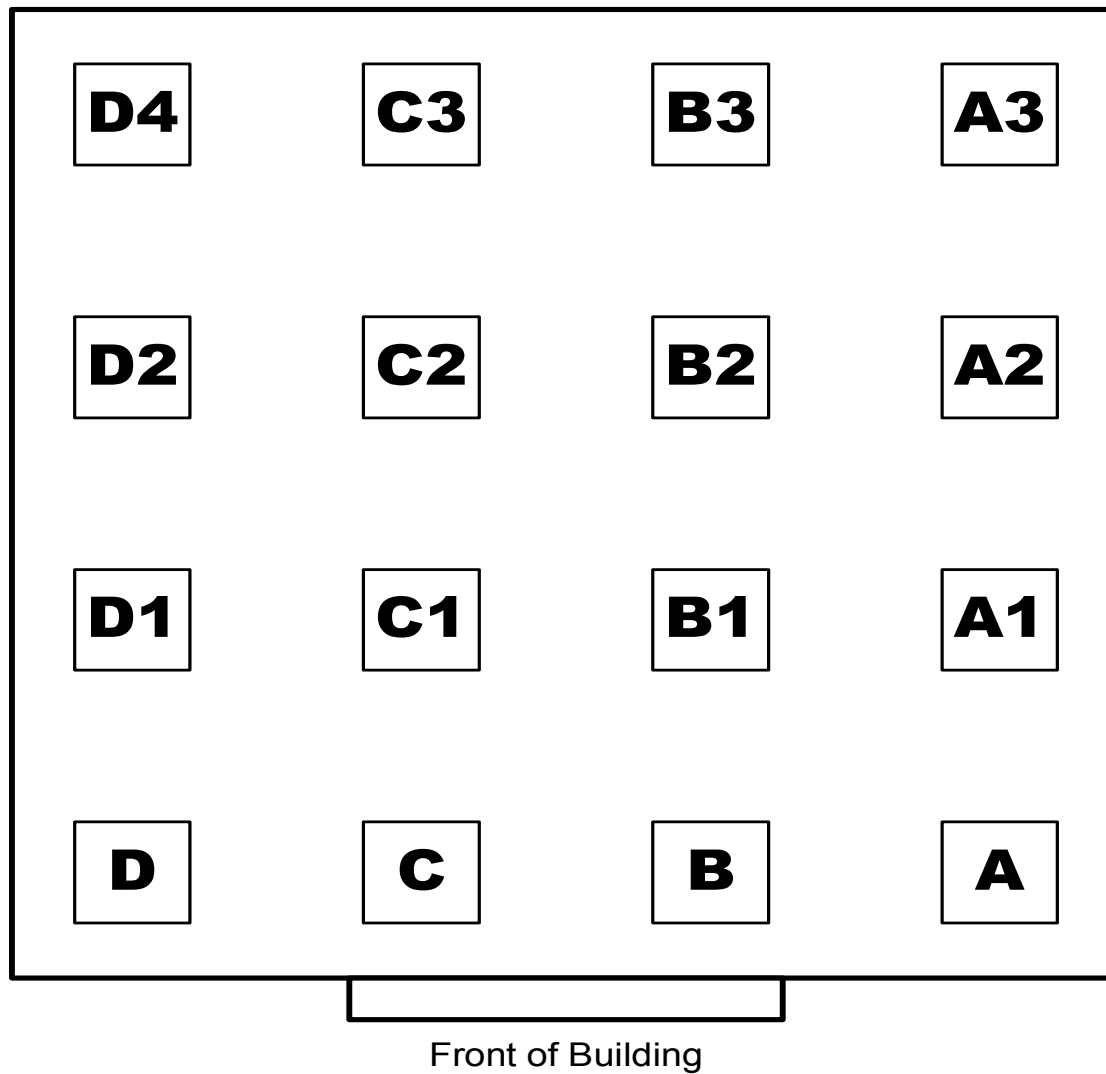 D4 C3 B3 A3
D2 C2 B2 A2
D1 C1 B1 A1
D C B A
Front of Building